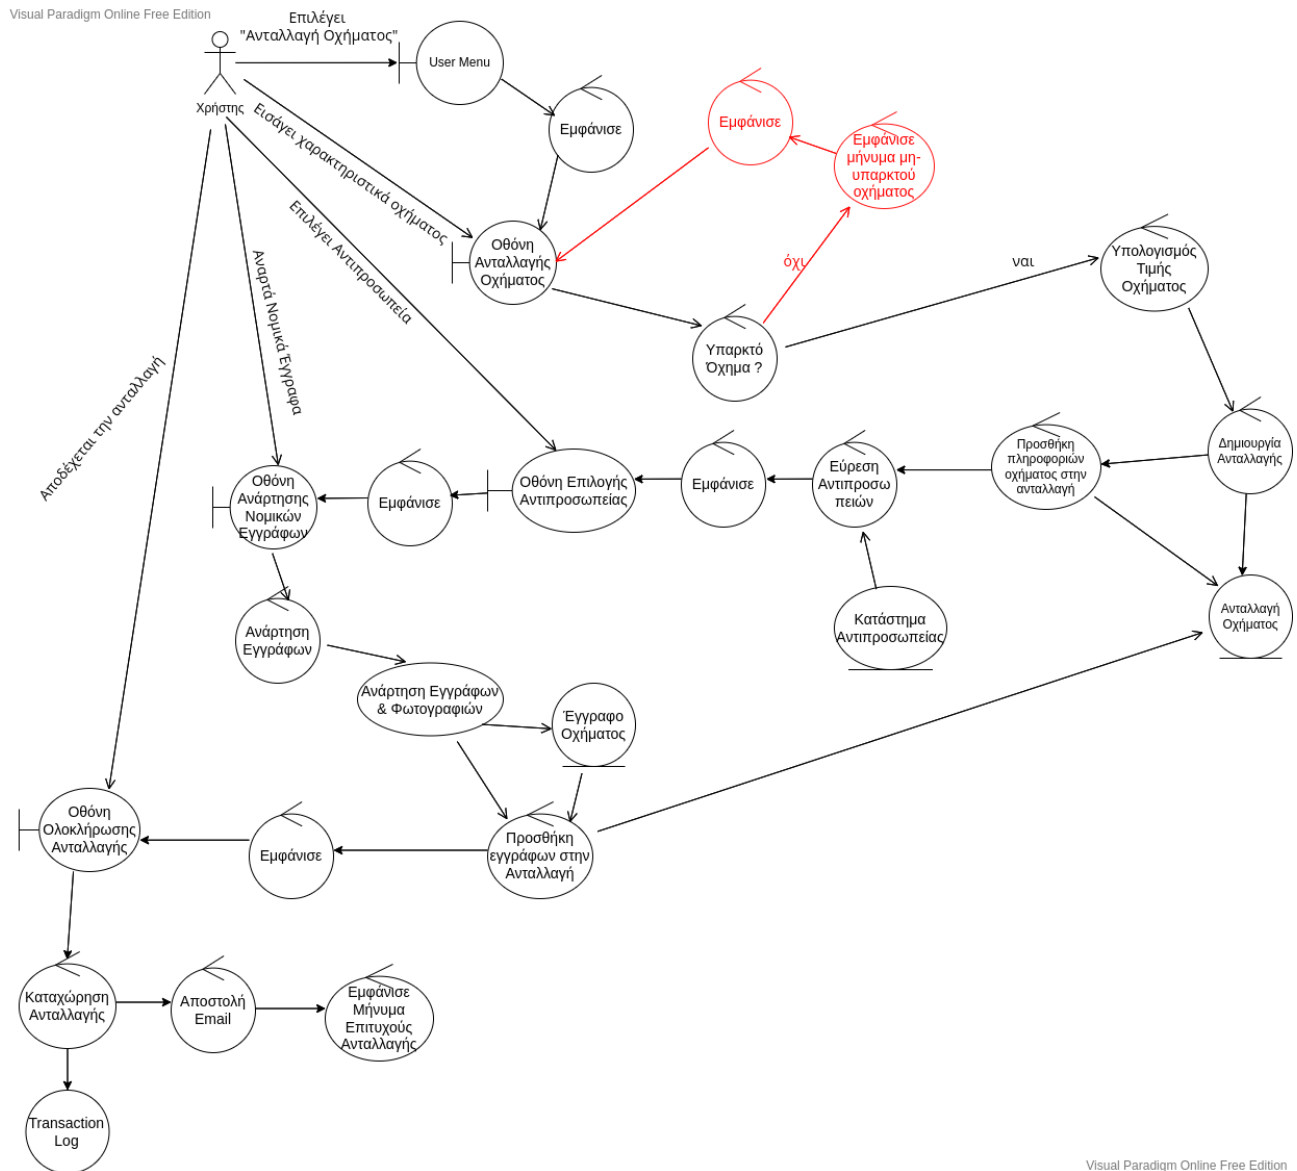 Visual Paradigm Online Free Edition
Επιλέγει
"Ανταλλαγή Οχήματος"
User Menu
Χρήστης
Εμφάνισε
Εμφάνισε
Εμφάνισε
μήνυμα μη-
υπαρκτού
οχήματος
Εισάγει χαρακτηριστικά οχήματος
Επιλέγει Αντιπροσωπεία
Αναρτά Νομικά Έγγραφα
Αποδέχεται την ανταλλαγή
Οθόνη
Ανταλλαγής
Οχήματος
όχι
ναι
Υπολογισμός
Τιμής
Οχήματος
Υπαρκτό
Όχημα ?
Δημιουργία
Ανταλλαγής
Προσθήκη
πληροφοριών
οχήματος στην
ανταλλαγή
Εύρεση
Αντιπροσω
πειών
Εμφάνισε
Οθόνη Επιλογής
Αντιπροσωπείας
Εμφάνισε
Οθόνη
Ανάρτησης
Νομικών
Εγγράφων
Ανταλλαγή
Οχήματος
Κατάστημα
Αντιπροσωπείας
Ανάρτηση
Εγγράφων
Ανάρτηση Εγγράφων
& Φωτογραφιών
Έγγραφο
Οχήματος
Οθόνη
Ολοκλήρωσης
Ανταλλαγής
Εμφάνισε
Προσθήκη
εγγράφων στην
Ανταλλαγή
Καταχώρηση
Ανταλλαγής
Αποστολή
Email
Εμφάνισε
Μήνυμα
Επιτυχούς
Ανταλλαγής
Transaction
Log
Visual Paradigm Online Free Edition